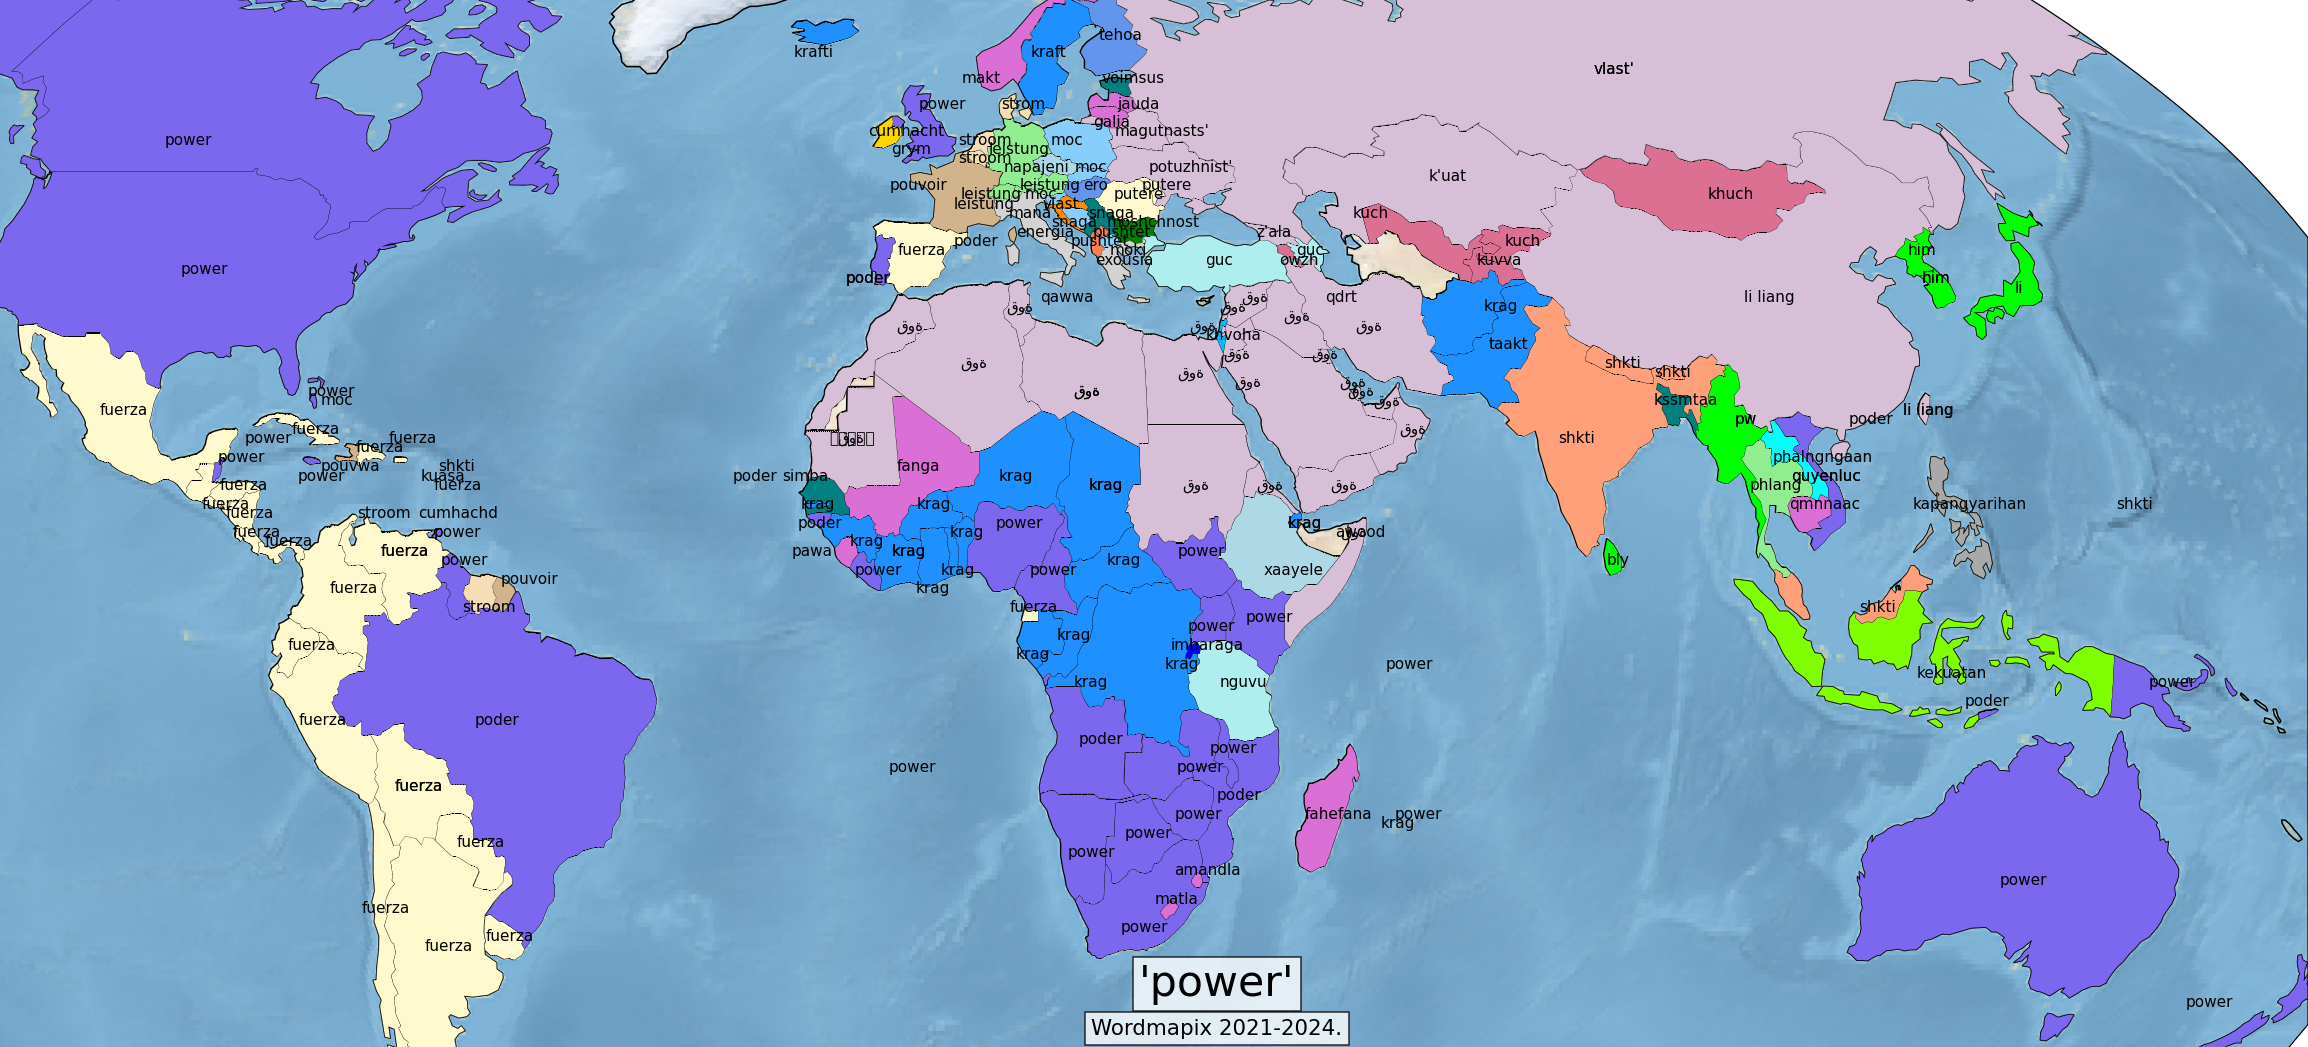 tehoa
vlast'
krafti
kraft
makt
voimsus
power
strom
jauda
galia
magutnasts'
cumhacht
grym
stroom
leistung
moc
power
stroom
napajeni
moc
potuzhnist'
k'uat
pouvoir
leistung
ero
putere
leistung
moc
putere
khuch
leistung
vlast
mana
snaga
kuch
snaga
moshchnost
energia
pushtet
z'ala
fuerza
poder
pushtet
kuch
moki
guc
him
exousia
guc
owzh
kuvva
power
poder
him
li
qawwa
قوة
قوة
qdrt
li liang
قوة
قوة
krag
قوة
قوة
قوة
قوة
khvoha
taakt
قوة
قوة
shkti
قوة
قوة
shkti
قوة
قوة
قوة
power
moc
قوة
kssmtaa
fuerza
li liang
pw
poder
fuerza
قوة
power
fuerza
fuerza
قوة
shkti
power
pouvwa
shkti
fanga
phalngngaan
power
kuasa
poder
simba
krag
quyenluc
fuerza
fuerza
krag
قوة
قوة
قوة
phlang
fuerza
krag
krag
qmnnaac
kapangyarihan
shkti
fuerza
stroom
cumhachd
poder
power
krag
fuerza
power
krag
awood
fuerza
krag
fuerza
pawa
krag
power
power
krag
bly
pouvoir
power
krag
power
xaayele
fuerza
krag
stroom
fuerza
shkti
power
power
krag
fuerza
imbaraga
krag
krag
power
kekuatan
krag
nguvu
power
poder
fuerza
poder
poder
power
power
power
fuerza
poder
power
fahefana
power
krag
power
fuerza
power
amandla
power
matla
fuerza
power
fuerza
fuerza
'power'
power
Wordmapix 2021-2024.